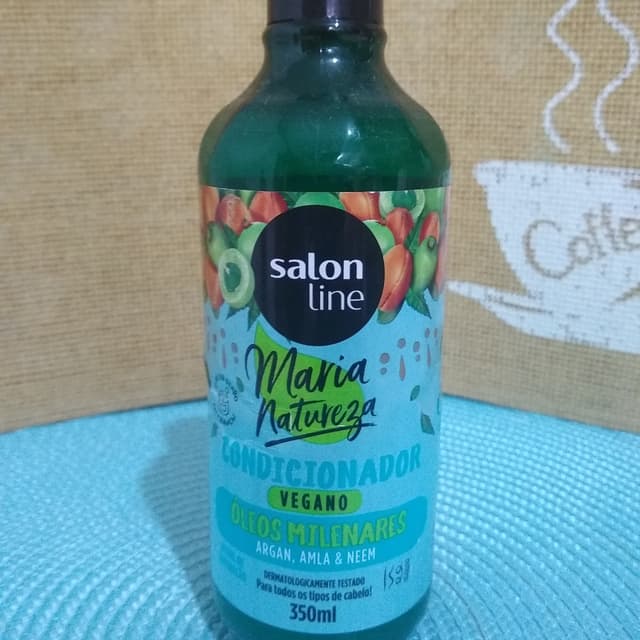 salon
line
Maria
Natureza
CONDICIONADOR
VEGANO
ÓLEOS MILENARES
ARGAN, AMLA & NEEM
DERMATOLOGICAMENTE TESTADO
Para todos os tipos de cabelo!
350ml
Coffee